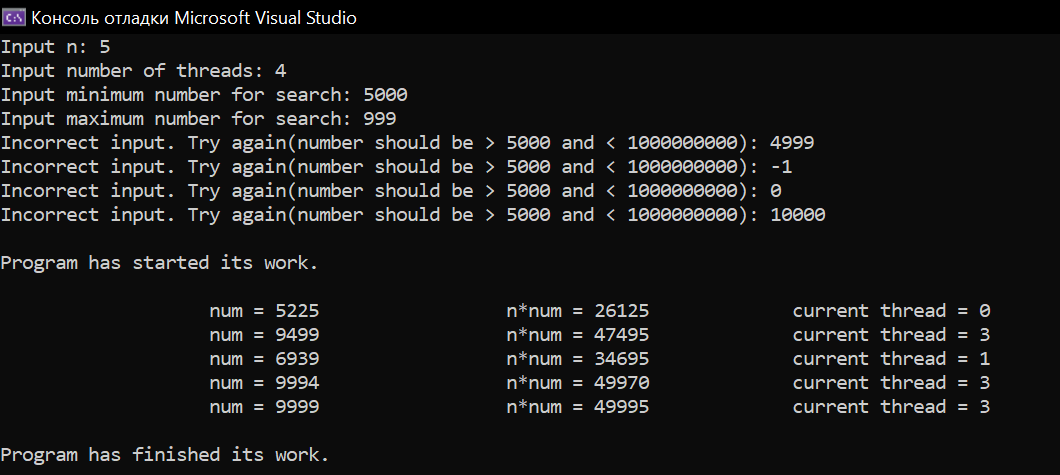 Консоль отладки Microsoft Visual Studio
Input n: 5
Input number of threads: 4
Input minimum number for search: 5000
Input maximum number for search: 999
Incorrect input. Try again(number should be > 5000 and < 1000000000): 4999
Incorrect input. Try again(number should be > 5000 and < 1000000000): -1
Incorrect input. Try again(number should be > 5000 and < 1000000000): 0
Incorrect input. Try again(number should be > 5000 and < 1000000000): 10000
Program has started its work.
num = 5225 n*num = 26125 current thread = 0
num = 9499 n*num = 47495 current thread = 3
num = 6939 n*num = 34695 current thread = 1
num = 9994 n*num = 49970 current thread = 3
num = 9999 n*num = 49995 current thread = 3
Program has finished its work.